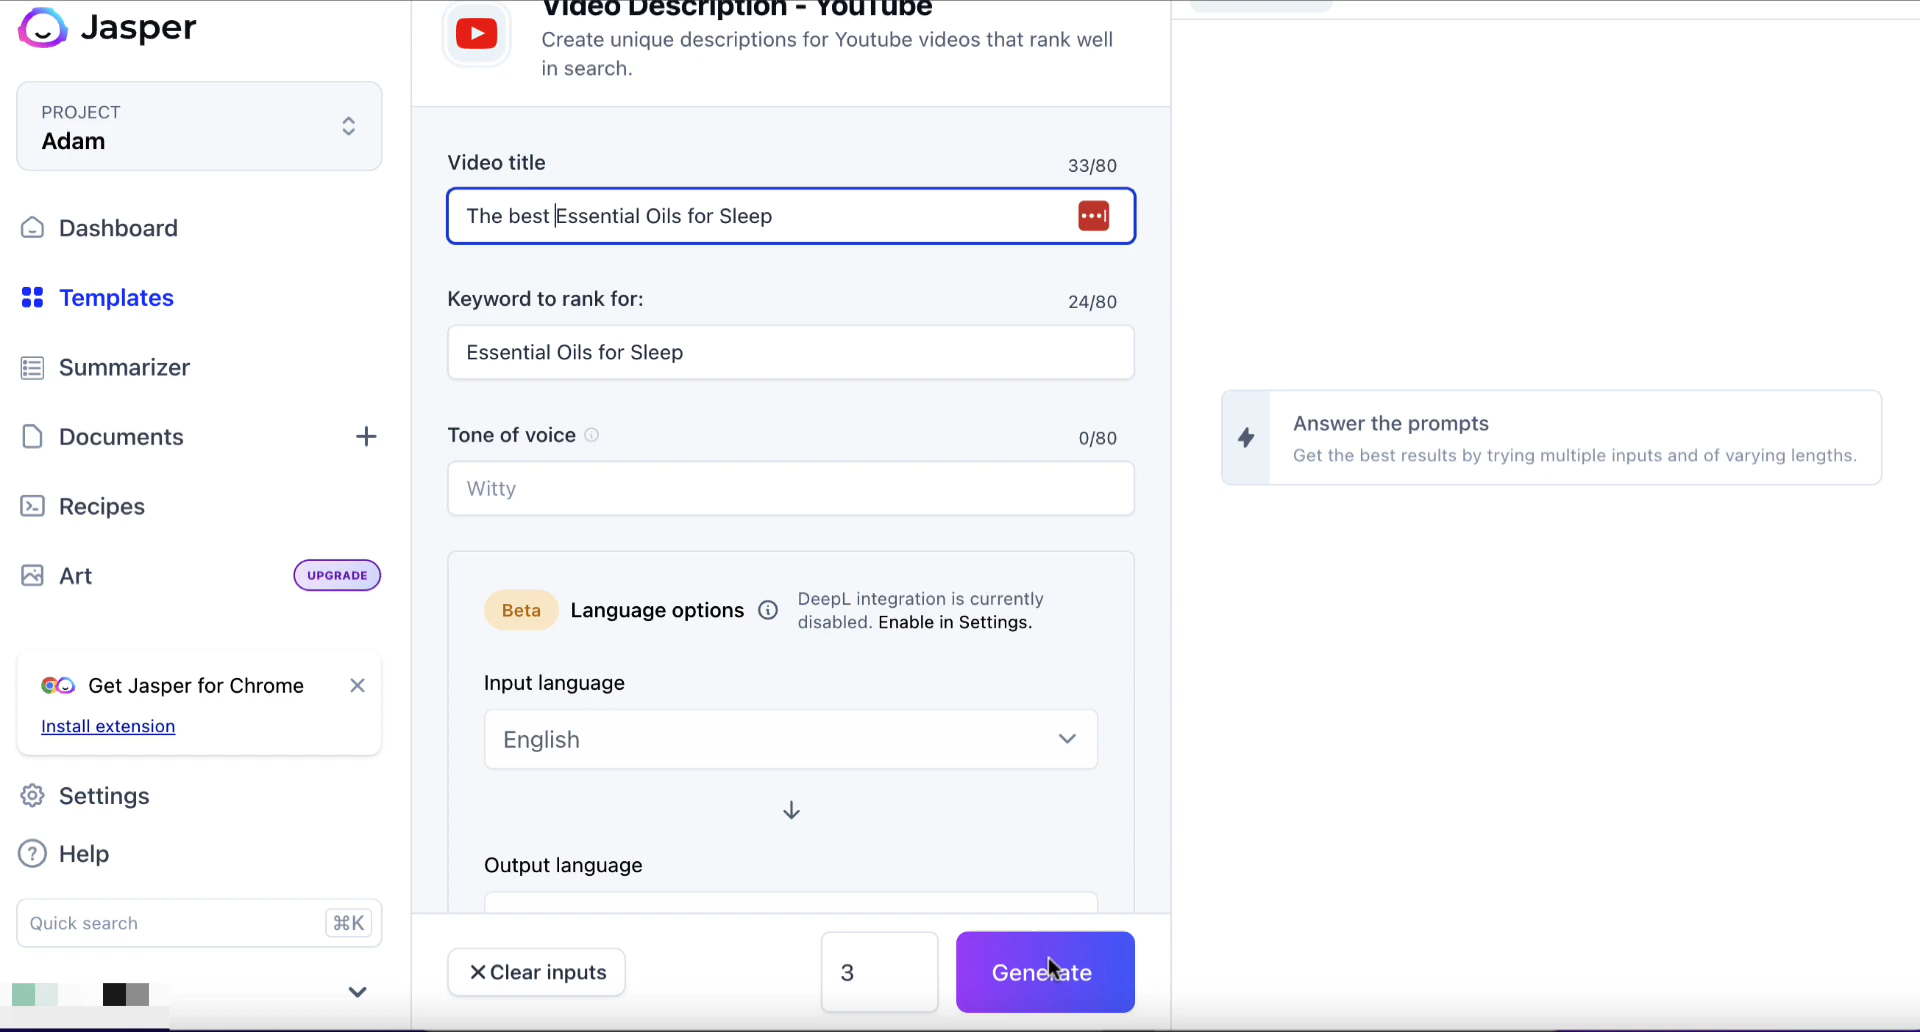 Jasper
PROJECT
Adam
Dashboard
Templates
Summarizer
Documents
Recipes
Art
UPGRADE
Get Jasper for Chrome
Install extension
Settings
Help
Quick search
⌘K
Video Description - YouTube
Create unique descriptions for Youtube videos that rank well
in search.
Video title
33/80
The best Essential Oils for Sleep
Keyword to rank for:
24/80
Essential Oils for Sleep
Tone of voice
0/80
Witty
Beta
Language options
DeepL integration is currently
disabled. Enable in Settings.
Input language
English
Output language
Clear inputs
3
Generate
Answer the prompts
Get the best results by trying multiple inputs and of varying lengths.